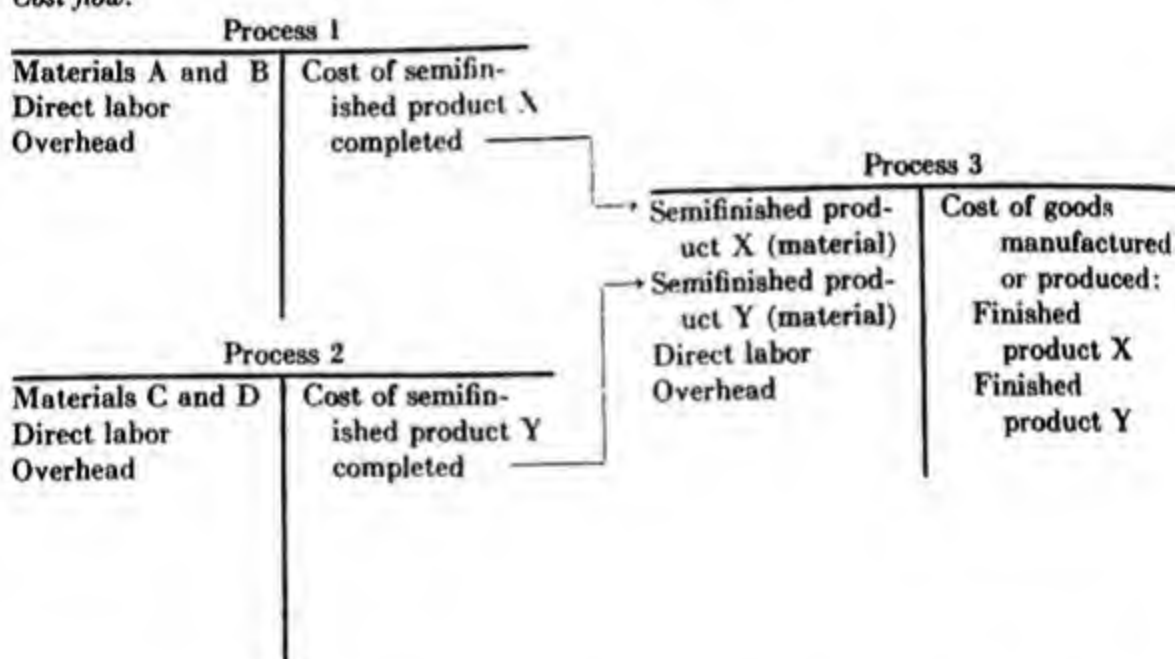 Cost flow:
Process 1
Materials A and B
Direct labor
Overhead
Cost of semifin-
ished product X
completed
Process 2
Materials C and D
Direct labor
Overhead
Cost of semifin-
ished product Y
completed
Process 3
Semifinished prod-
uct X (material)
Semifinished prod-
uct Y (material)
Direct labor
Overhead
Cost of goods
manufactured
or produced:
Finished
product X
Finished
product Y